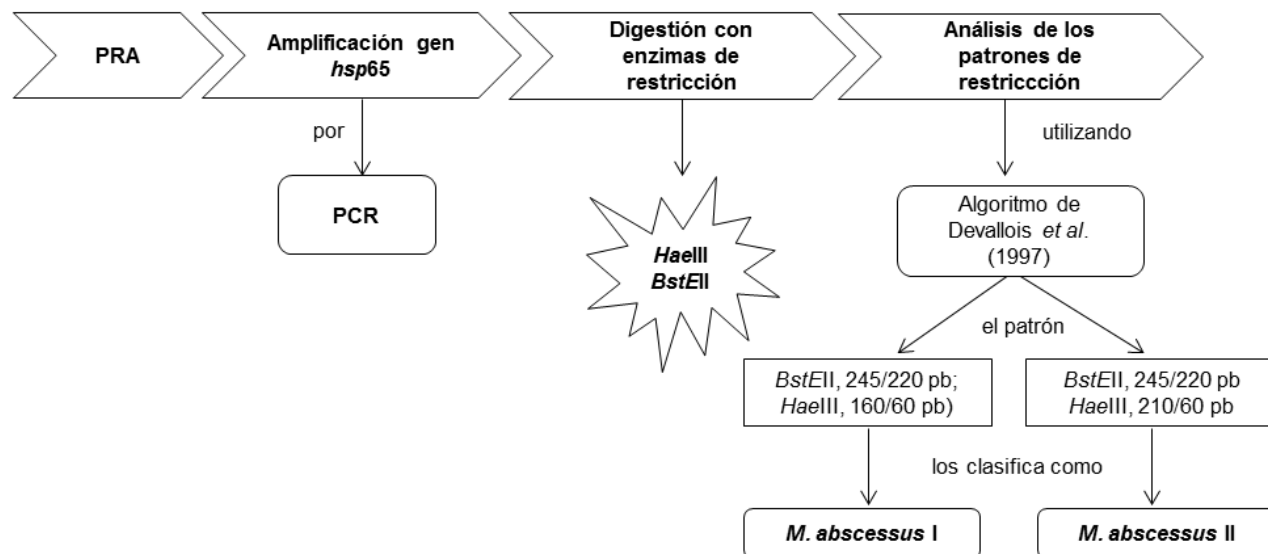 PRA
Amplificación gen
hsp65
Digestión con
enzimas de
restricción
Análisis de los
patrones de
restriccción
por
utilizando
PCR
HaeIII
BstEII
Algoritmo de
Devallois et al.
(1997)
el patrón
BstEII, 245/220 pb;
HaeIII, 160/60 pb)
BstEII, 245/220 pb
HaeIII, 210/60 pb
los clasifica como
M. abscessus I
M. abscessus II